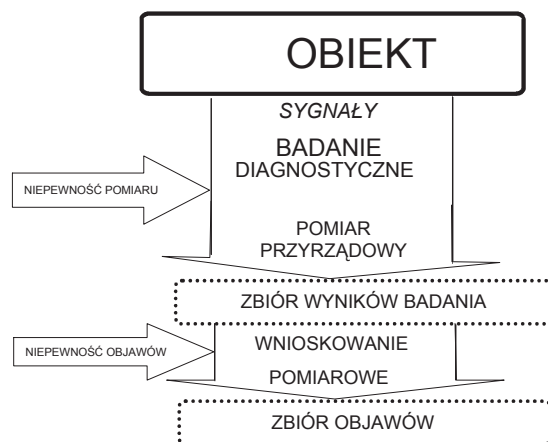 OBIEKT
SYGNAŁY
BADANIE
DIAGNOSTYCZNE
NIEPEWNOŚĆ POMIARU
POMIAR
PRZYRZĄDOWY
ZBIÓR WYNIKÓW BADANIA
NIEPEWNOŚĆ OBJAWÓW
WNIOSKOWANIE
POMIAROWE
ZBIÓR OBJAWÓW